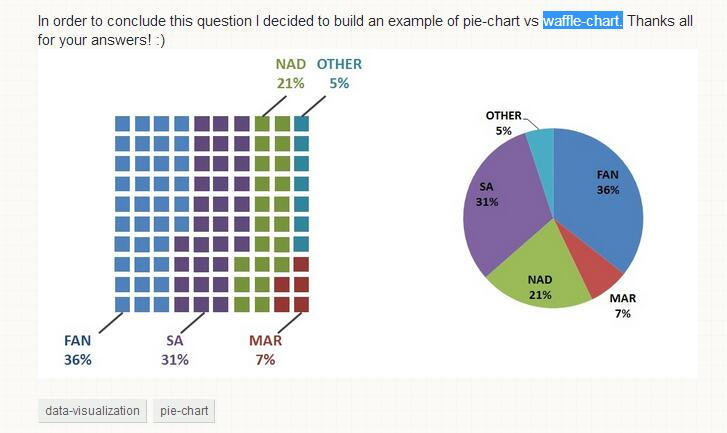 In order to conclude this question I decided to build an example of pie-chart vs waffle-chart. Thanks all
for your answers! :)
NAD OTHER
21% 5%
FAN
36%
SA
31%
MAR
7%
OTHER
5%
FAN
36%
SA
31%
NAD
21%
MAR
7%
data-visualization
pie-chart